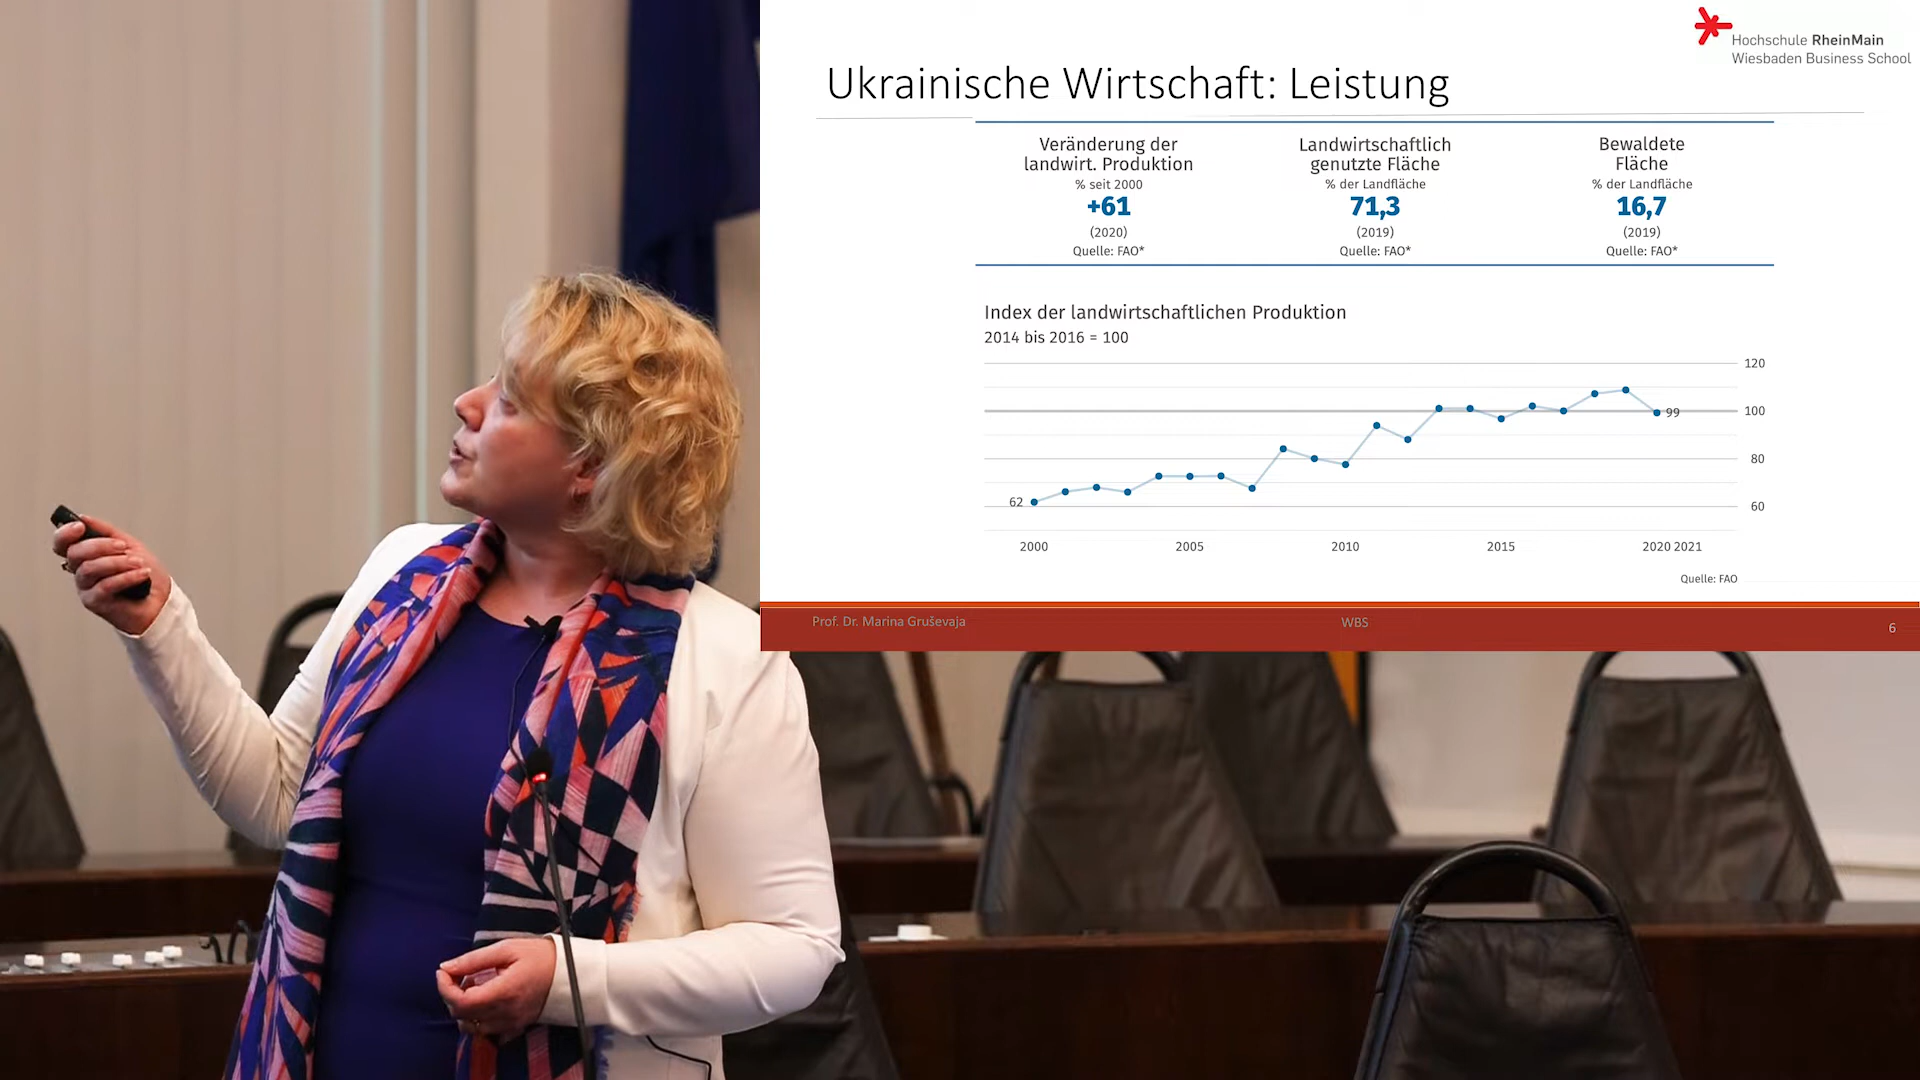 Hochschule RheinMain
Wiesbaden Business School
Ukrainische Wirtschaft: Leistung
Veränderung der
landwirt. Produktion
% seit 2000
+61
(2020)
Quelle: FAO*
Landwirtschaftlich
genutzte Fläche
% der Landfläche
71,3
(2019)
Quelle: FAO*
Bewaldete
Fläche
% der Landfläche
16,7
(2019)
Quelle: FAO*
Index der landwirtschaftlichen Produktion
2014 bis 2016 = 100
120
100
80
60
62
99
2000 2005 2010 2015 2020 2021
Quelle: FAO
Prof. Dr. Marina Gruševaja WBS 6